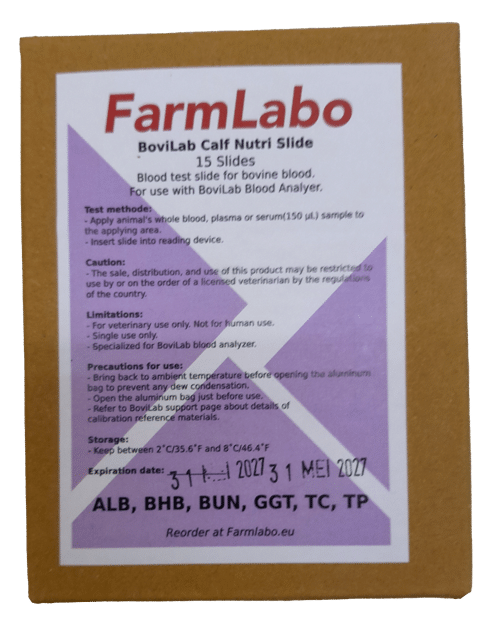 FarmLabo
BoviLab Calf Nutri Slide
15 Slides
Blood test slide for bovine blood.
For use with BoviLab Blood Analyer.
Test methode:
- Apply animal's whole blood, plasma or serum(150 µl.) sample to
the applying area.
- Insert slide into reading device.
Caution:
- The sale, distribution, and use of this product may be restricted to
use by or on the order of a licensed veterinarian by the regulations
of the country.
Limitations:
- For veterinary use only. Not for human use.
- Single use only.
- Specialized for BoviLab blood analyzer.
Precautions for use:
- Bring back to ambient temperature before opening the aluminum
bag to prevent any dew condensation.
- Open the aluminum bag just before use.
- Refer to BoviLab support page about details of
calibration reference materials.
Storage:
- Keep between 2˚C/35.6˚F and 8˚C/46.4˚F
Expiration date: 31 2027 31 MEI 2027
ALB, BHB, BUN, GGT, TC, TP
Reorder at Farmlabo.eu